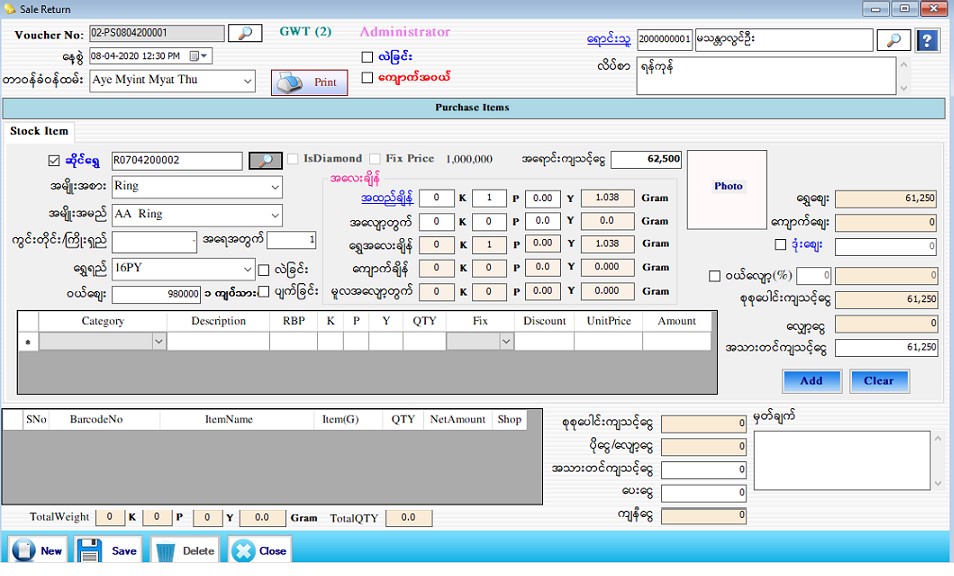 Sale Return
Voucher No: 02-PS0804200001 GWT (2) Administrator ရောင်းသူ 2000000001 မသန္တာလွင်ဦး
နေ့စွဲ 08-04-2020 12:30 PM လဲခြင်း လိပ်စာ ရန်ကုန်
တာဝန်ခံဝန်ထမ်း Aye Myint Myat Thu Print ကျောက်အဝယ်
Purchase Items
Stock Item
ဆိုင်ရွှေ R0704200002 IsDiamond Fix Price 1,000,000 အရောင်းကျသင့်ငွေ 62,500 Photo
အမျိုးအစား Ring အလေးချိန်
အထည်ချိန် 0 K 1 P 0.00 Y 1.038 Gram ရွှေဈေး 61,250
အမျိုးအမည် AA Ring အလျော့တွက် 0 K 0 P 0.0 Y 0.0 Gram ကျောက်ဈေး 0
ကွင်းတိုင်း/ကြိုးရှည် - အရေအတွက် 1 ရွှေအလေးချိန် 0 K 1 P 0.00 Y 1.038 Gram ဒုံးဈေး 0
ရွှေရည် 16PY လဲခြင်း ကျောက်ချိန် 0 K 0 P 0.0 Y 0.000 Gram ဝယ်လျော့(%) 0 0
ဝယ်ဈေး 980000 ၁ ကျပ်သား ပျက်ခြင်း မူလအလျော့တွက် 0 K 0 P 0.00 Y 0.000 Gram စုစုပေါင်းကျသင့်ငွေ 61,250
Category Description RBP K P Y QTY Fix Discount UnitPrice Amount
လျှော့ငွေ 0
အသားတင်ကျသင့်ငွေ 61,250
Add Clear
SNo BarcodeNo ItemName Item(G) QTY NetAmount Shop
စုစုပေါင်းကျသင့်ငွေ 0 မှတ်ချက်
ပိုငွေ/လျော့ငွေ 0
အသားတင်ကျသင့်ငွေ 0
ပေးငွေ 0
ကျန်ငွေ 0
TotalWeight 0 K 0 P 0 Y 0.0 Gram TotalQTY 0.0
New Save Delete Close